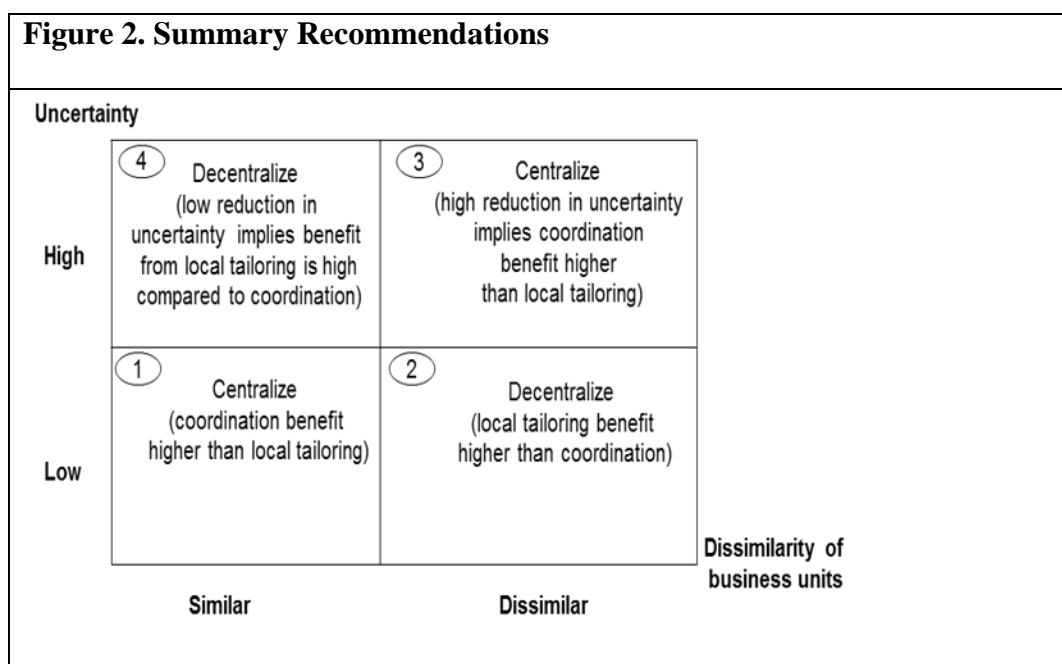 Figure 2. Summary Recommendations
Uncertainty
4
Decentralize
(low reduction in
uncertainty implies benefit
from local tailoring is high
compared to coordination)
3
Centralize
(high reduction in uncertainty
implies coordination
benefit higher
than local tailoring)
High
1
Centralize
(coordination benefit
higher than local tailoring)
2
Decentralize
(local tailoring benefit
higher than coordination)
Low
Dissimilarity of
business units
Similar
Dissimilar